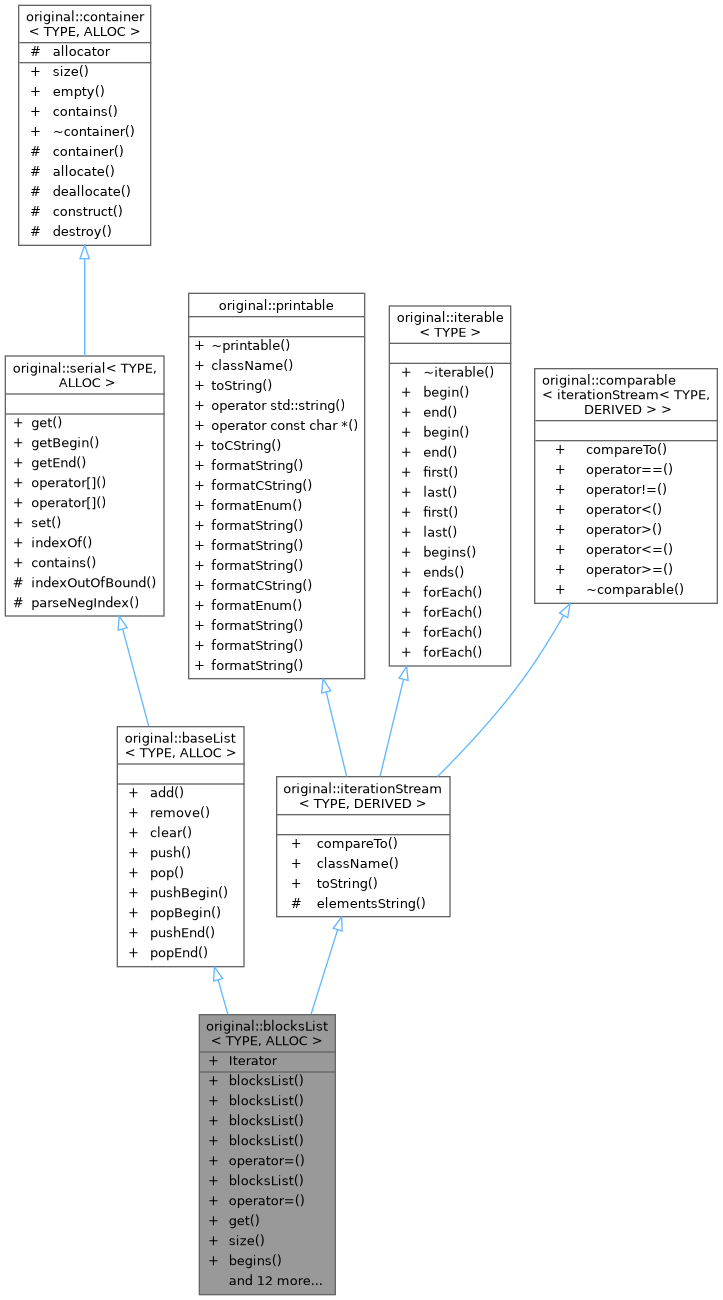 original::container
< TYPE, ALLOC >
# allocator
+ size()
+ empty()
+ contains()
+ ~container()
# container()
# allocate()
# deallocate()
# construct()
# destroy()
original::serial< TYPE,
ALLOC >
+ get()
+ getBegin()
+ getEnd()
+ operator[]()
+ operator[]()
+ set()
+ indexOf()
+ contains()
# indexOutOfBound()
# parseNegIndex()
original::printable
+ ~printable()
+ className()
+ toString()
+ operator std::string()
+ operator const char *()
+ toCString()
+ formatString()
+ formatCString()
+ formatEnum()
+ formatString()
+ formatString()
+ formatString()
+ formatCString()
+ formatEnum()
+ formatString()
+ formatString()
+ formatString()
original::iterable
< TYPE >
+ ~iterable()
+ begin()
+ end()
+ begin()
+ end()
+ first()
+ last()
+ first()
+ last()
+ begins()
+ ends()
+ forEach()
+ forEach()
+ forEach()
+ forEach()
original::comparable
< iterationStream< TYPE,
DERIVED > >
+ compareTo()
+ operator==()
+ operator!=()
+ operator<()
+ operator>()
+ operator<=()
+ operator>=()
+ ~comparable()
original::baseList
< TYPE, ALLOC >
+ add()
+ remove()
+ clear()
+ push()
+ pop()
+ pushBegin()
+ popBegin()
+ pushEnd()
+ popEnd()
original::iterationStream
< TYPE, DERIVED >
+ compareTo()
+ className()
+ toString()
# elementsString()
original::blocksList
< TYPE, ALLOC >
+ Iterator
+ blocksList()
+ blocksList()
+ blocksList()
+ blocksList()
+ operator=()
+ blocksList()
+ operator=()
+ get()
+ size()
+ begins()
and 12 more...